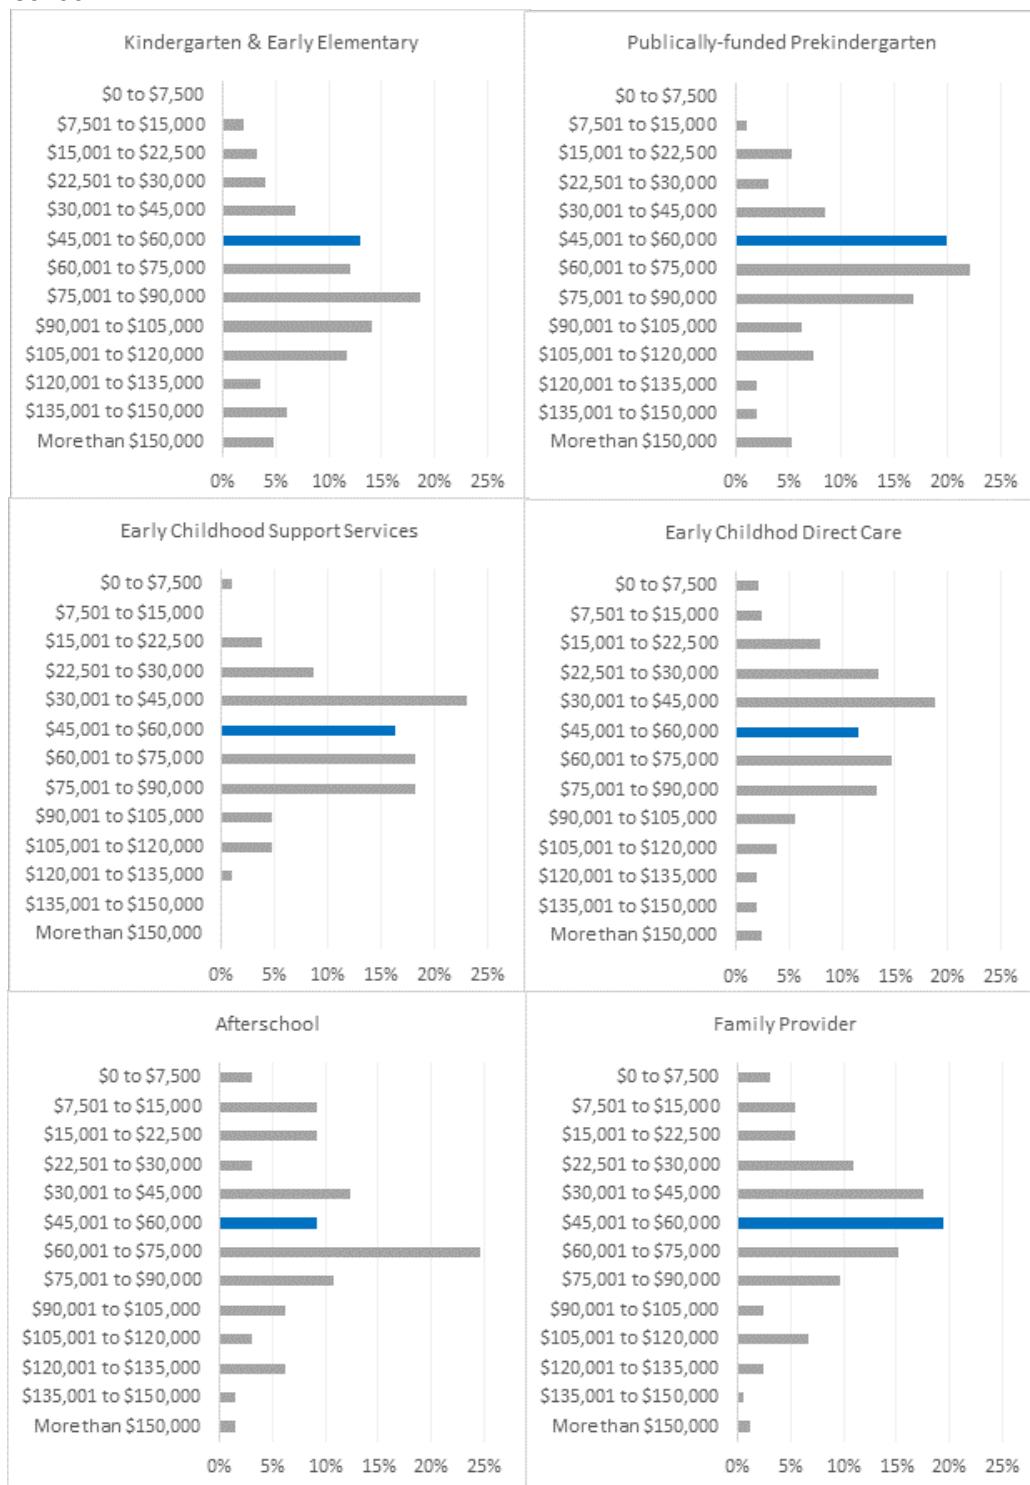 Kindergarten & Early Elementary
$0 to $7,500
$7,501 to $15,000
$15,001 to $22,500
$22,501 to $30,000
$30,001 to $45,000
$45,001 to $60,000
$60,001 to $75,000
$75,001 to $90,000
$90,001 to $105,000
$105,001 to $120,000
$120,001 to $135,000
$135,001 to $150,000
More than $150,000
0% 5% 10% 15% 20% 25%
Publically-funded Prekindergarten
$0 to $7,500
$7,501 to $15,000
$15,001 to $22,500
$22,501 to $30,000
$30,001 to $45,000
$45,001 to $60,000
$60,001 to $75,000
$75,001 to $90,000
$90,001 to $105,000
$105,001 to $120,000
$120,001 to $135,000
$135,001 to $150,000
More than $150,000
0% 5% 10% 15% 20% 25%
Early Childhood Support Services
$0 to $7,500
$7,501 to $15,000
$15,001 to $22,500
$22,501 to $30,000
$30,001 to $45,000
$45,001 to $60,000
$60,001 to $75,000
$75,001 to $90,000
$90,001 to $105,000
$105,001 to $120,000
$120,001 to $135,000
$135,001 to $150,000
More than $150,000
0% 5% 10% 15% 20% 25%
Early Childhod Direct Care
$0 to $7,500
$7,501 to $15,000
$15,001 to $22,500
$22,501 to $30,000
$30,001 to $45,000
$45,001 to $60,000
$60,001 to $75,000
$75,001 to $90,000
$90,001 to $105,000
$105,001 to $120,000
$120,001 to $135,000
$135,001 to $150,000
More than $150,000
0% 5% 10% 15% 20% 25%
Afterschool
$0 to $7,500
$7,501 to $15,000
$15,001 to $22,500
$22,501 to $30,000
$30,001 to $45,000
$45,001 to $60,000
$60,001 to $75,000
$75,001 to $90,000
$90,001 to $105,000
$105,001 to $120,000
$120,001 to $135,000
$135,001 to $150,000
More than $150,000
0% 5% 10% 15% 20% 25%
Family Provider
$0 to $7,500
$7,501 to $15,000
$15,001 to $22,500
$22,501 to $30,000
$30,001 to $45,000
$45,001 to $60,000
$60,001 to $75,000
$75,001 to $90,000
$90,001 to $105,000
$105,001 to $120,000
$120,001 to $135,000
$135,001 to $150,000
More than $150,000
0% 5% 10% 15% 20% 25%